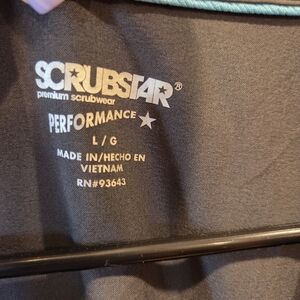 SCRUBSTAR®
premium scrubwear
PERFORMANCE
L / G
MADE IN/HECHO EN
VIETNAM
RN#93643